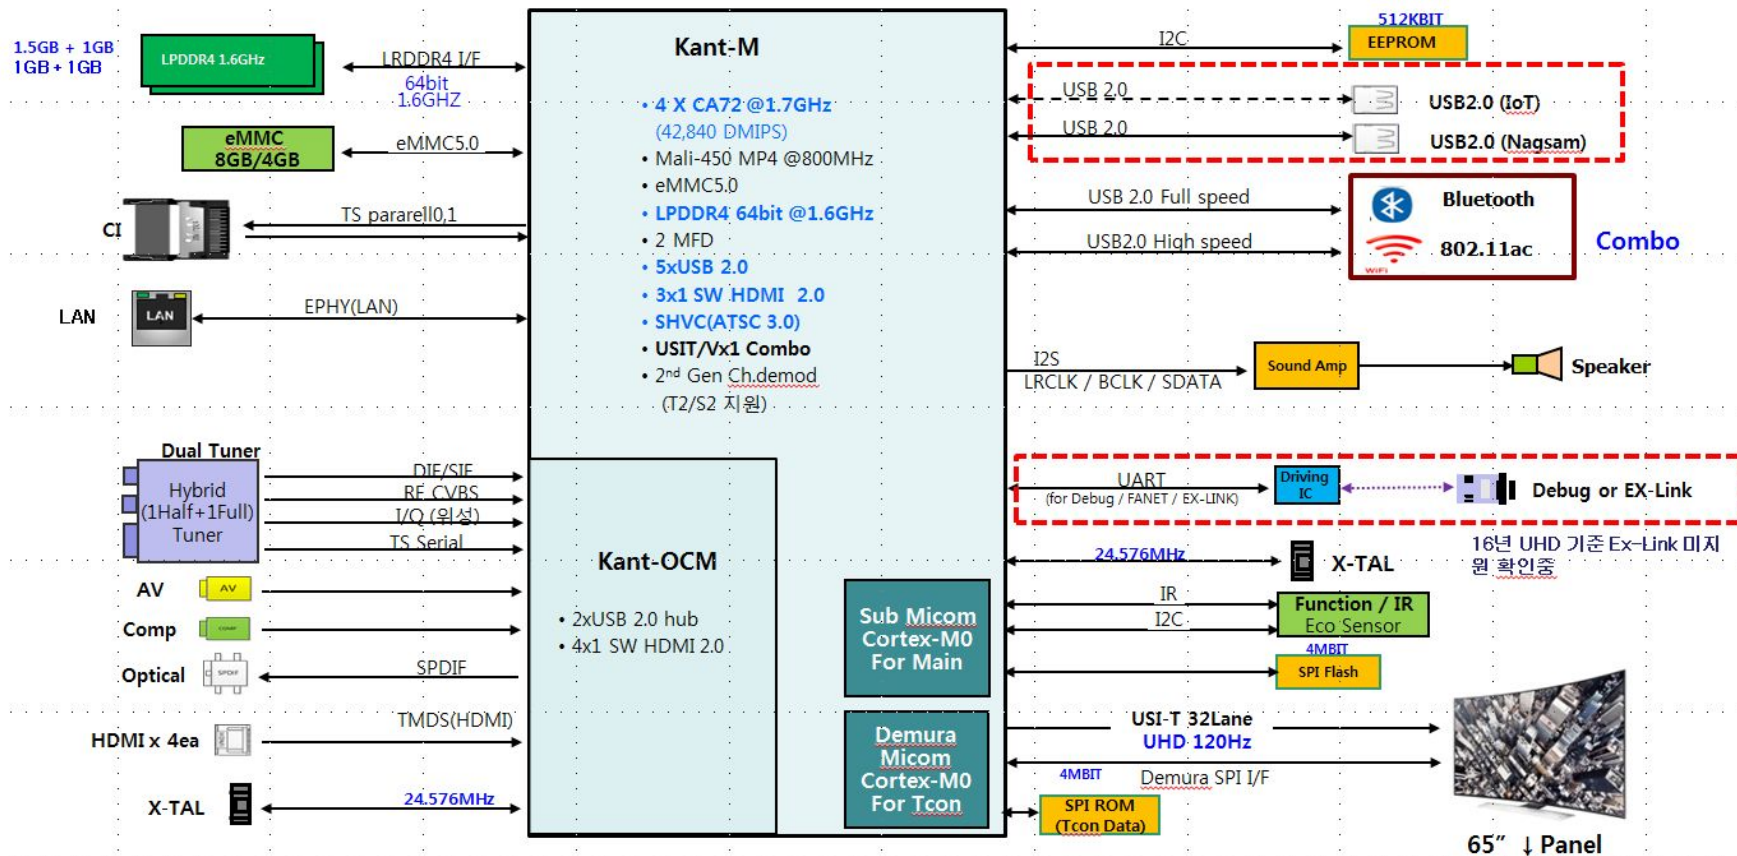 1.5GB + 1GB
1GB + 1GB
LPDDR4 1.6GHz
LRDDR4 I/F
64bit
1.6GHZ
eMMC
8GB/4GB
eMMC5.0
CI
TS pararell0,1
LAN
LAN
EPHY(LAN)
Dual Tuner
Hybrid
(1Half+1Full)
Tuner
DIF/SIF
RF CVBS
I/Q (위성)
TS Serial
AV
AV
Comp
COMP
Optical
SPDIF
SPDIF
HDMI x 4ea
TMDS(HDMI)
X-TAL
24.576MHz
Kant-M
• 4 X CA72 @1.7GHz
(42,840 DMIPS)
• Mali-450 MP4 @800MHz
• eMMC5.0
• LPDDR4 64bit @1.6GHz
• 2 MFD
• 5xUSB 2.0
• 3x1 SW HDMI 2.0
• SHVC(ATSC 3.0)
• USIT/Vx1 Combo
• 2nd Gen Ch.demod
(T2/S2 지원)
Kant-OCM
• 2xUSB 2.0 hub
• 4x1 SW HDMI 2.0
Sub Micom
Cortex-M0
For Main
Demura
Micom
Cortex-M0
For Tcon
I2C
512KBIT
EEPROM
USB 2.0
USB2.0 (IoT)
USB 2.0
USB2.0 (Nagsam)
USB 2.0 Full speed
Bluetooth
USB2.0 High speed
WiFi
802.11ac
Combo
I2S
LRCLK / BCLK / SDATA
Sound Amp
Speaker
UART
(for Debug / FANET / EX-LINK)
Driving
IC
Debug or EX-Link
16년 UHD 기준 Ex-Link 미지
원 확인중
24.576MHz
X-TAL
IR
I2C
Function / IR
Eco Sensor
4MBIT
SPI Flash
USI-T 32Lane
UHD 120Hz
Demura SPI I/F
4MBIT
SPI ROM
(Tcon Data)
65” ↓ Panel